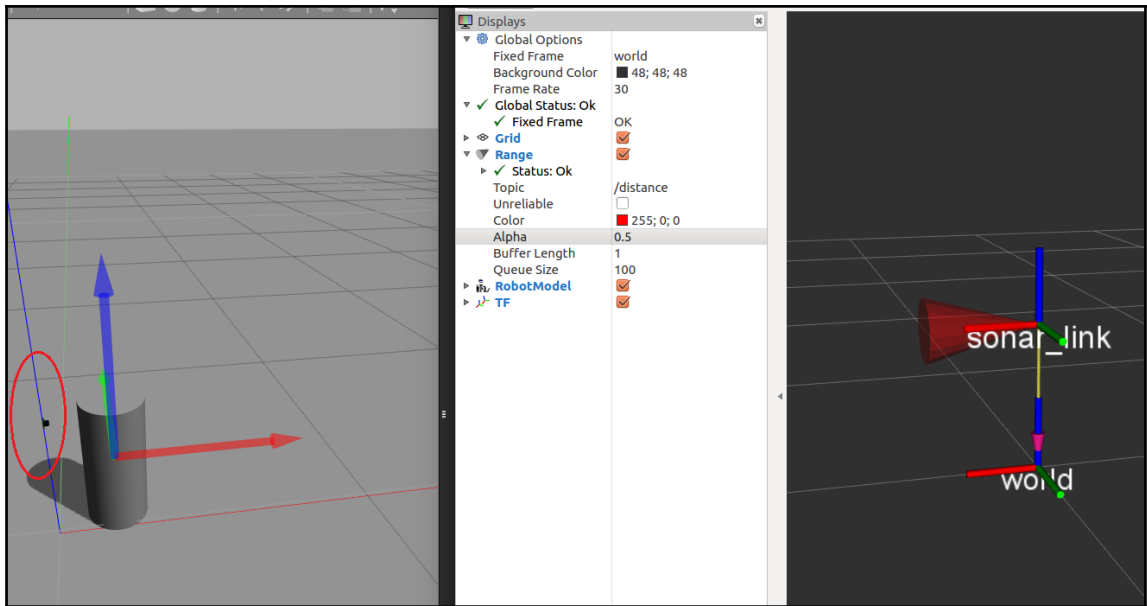 Displays
Global Options
Fixed Frame world
Background Color 48; 48; 48
Frame Rate 30
Global Status: Ok
Fixed Frame OK
Grid
Range
Status: Ok
Topic /distance
Unreliable
Color 255; 0; 0
Alpha 0.5
Buffer Length 1
Queue Size 100
RobotModel
TF
sonar_link
world